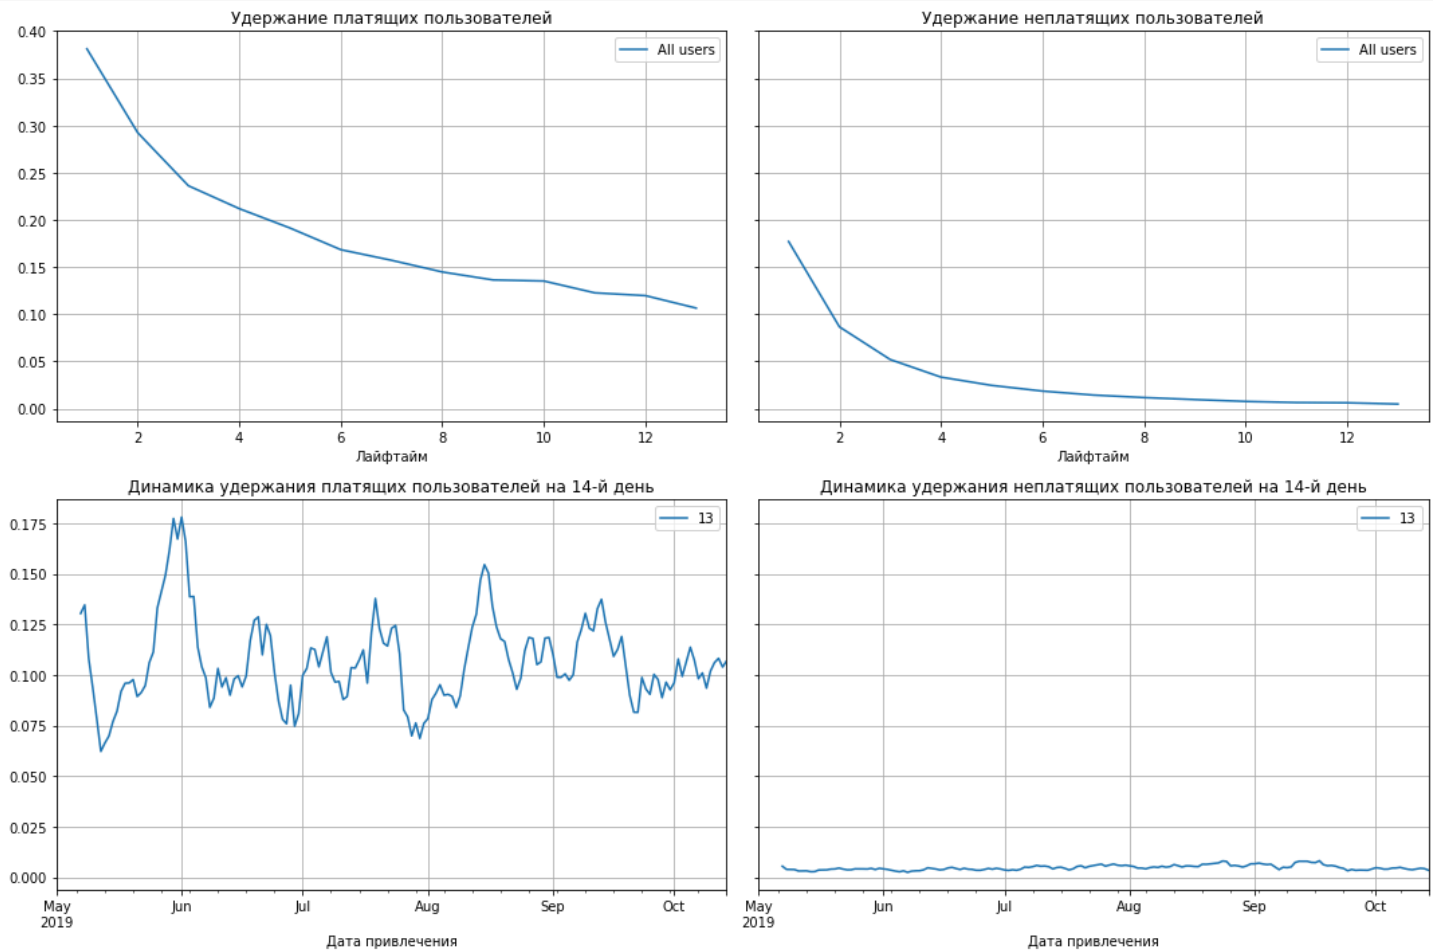 Удержание платящих пользователей
All users
0.40
0.35
0.30
0.25
0.20
0.15
0.10
0.05
0.00
2 4 6 8 10 12
Лайфтайм
Удержание неплатящих пользователей
All users
2 4 6 8 10 12
Лайфтайм
Динамика удержания платящих пользователей на 14-й день
13
0.175
0.150
0.125
0.100
0.075
0.050
0.025
0.000
May Jun Jul Aug Sep Oct
2019
Дата привлечения
Динамика удержания неплатящих пользователей на 14-й день
13
May Jun Jul Aug Sep Oct
2019
Дата привлечения